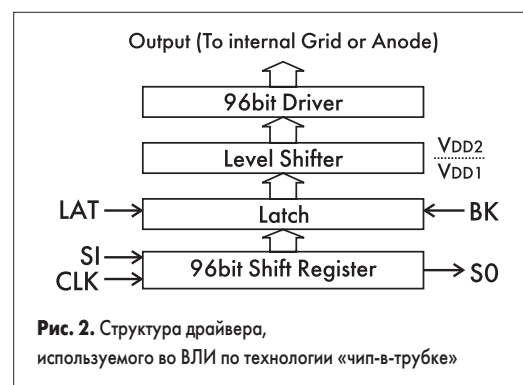 Output (To internal Grid or Anode)
96bit Driver
Level Shifter
VDD2
VDD1
LAT
Latch
BK
SI
CLK
96bit Shift Register
S0
Рис. 2. Структура драйвера,
используемого во ВЛИ по технологии «чип-в-трубке»